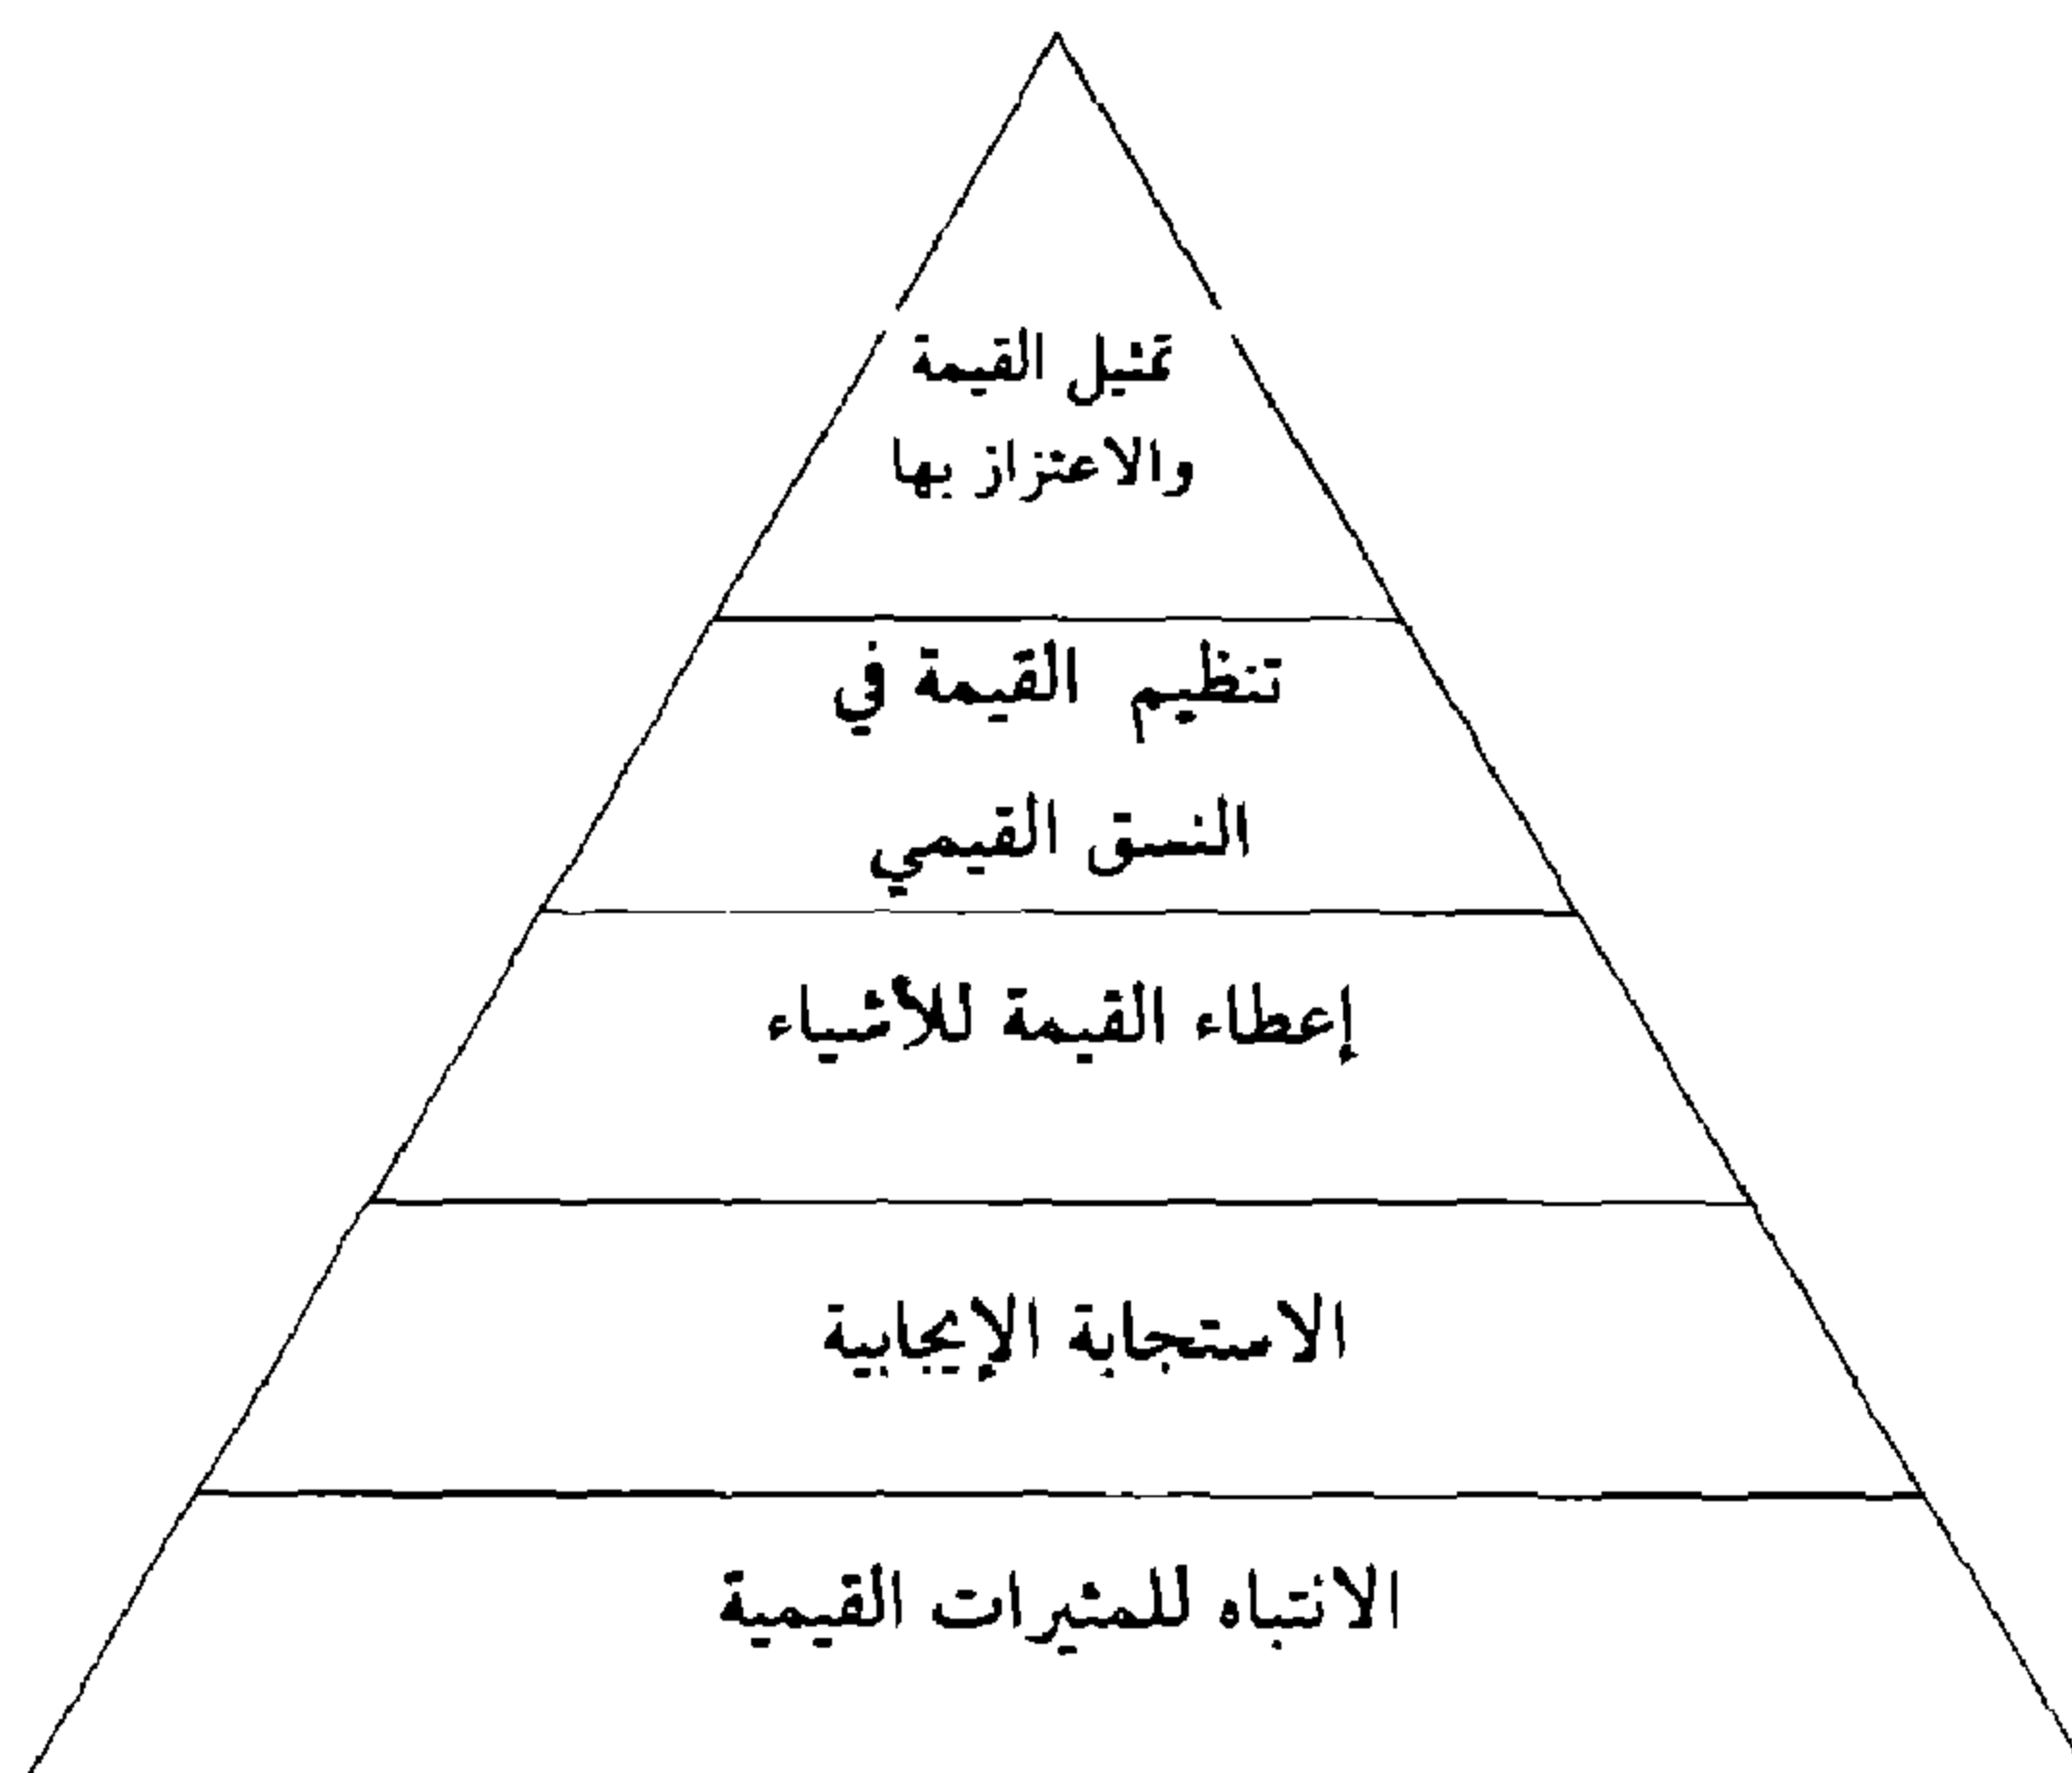 تمثيل القيمة
والاعتزاز بها
تنظيم القيمة في
النسق القيمي
إعطاء القيمة للأشياء
الاستجابة الإيجابية
الانتباه للمثيرات القيمية